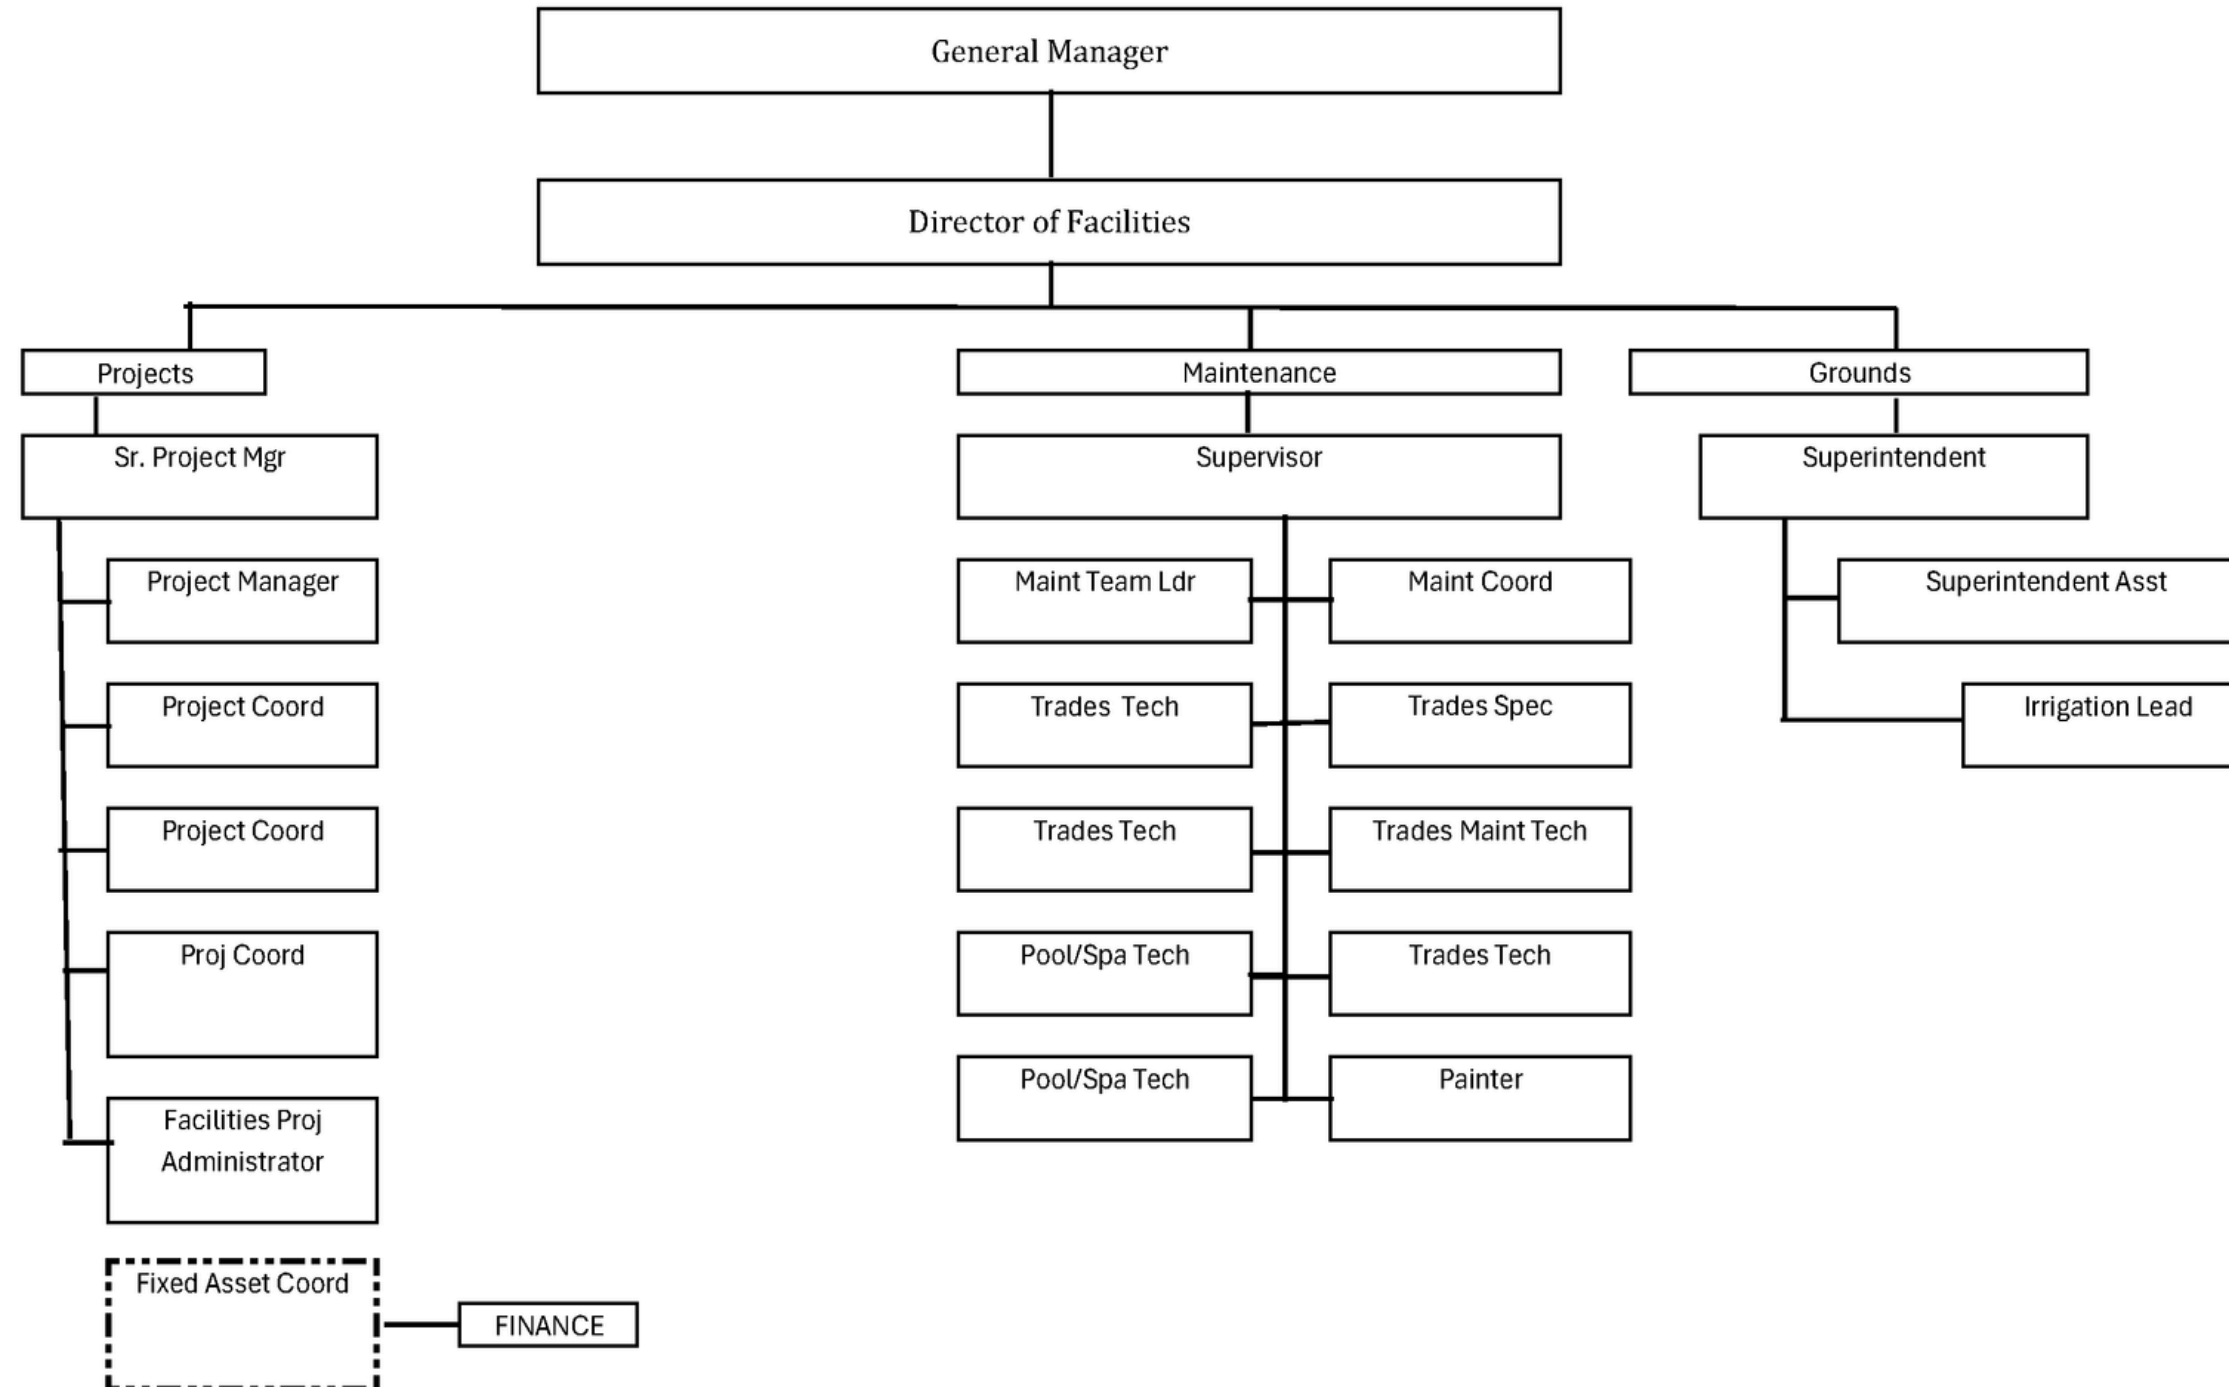 General Manager
Director of Facilities
Projects
Maintenance
Grounds
Sr. Project Mgr
Supervisor
Superintendent
Project Manager
Maint Team Ldr
Maint Coord
Superintendent Asst
Project Coord
Trades Tech
Trades Spec
Irrigation Lead
Project Coord
Trades Tech
Trades Maint Tech
Proj Coord
Pool/Spa Tech
Trades Tech
Pool/Spa Tech
Painter
Facilities Proj
Administrator
Fixed Asset Coord
FINANCE